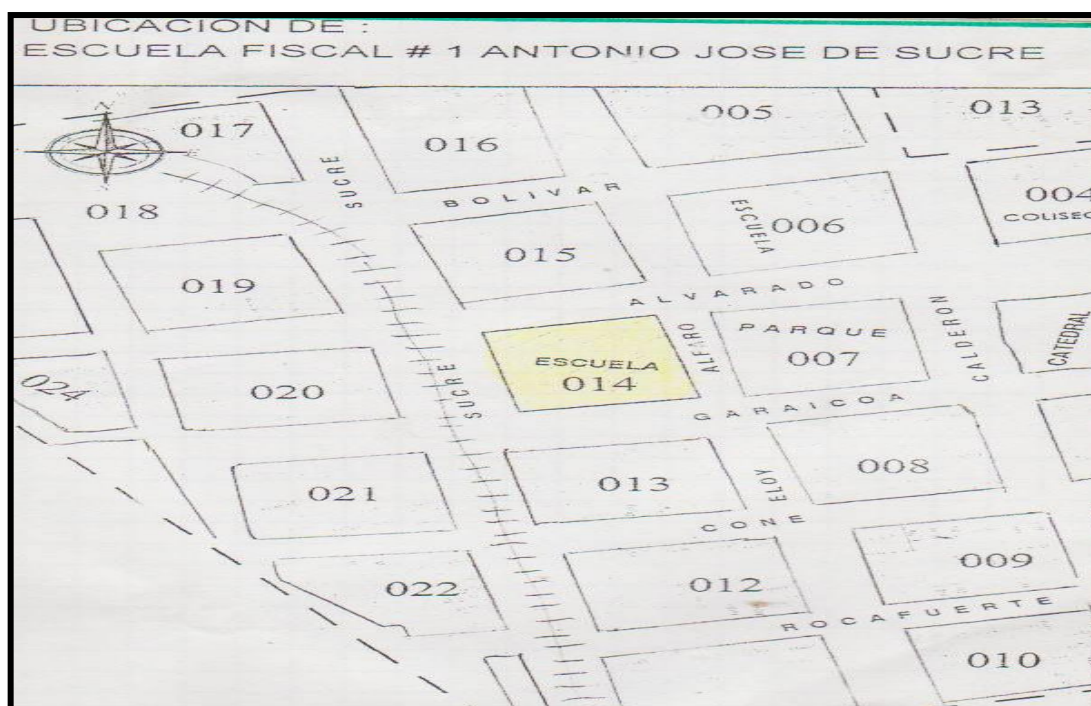 UBICACION DE :
ESCUELA FISCAL # 1 ANTONIO JOSE DE SUCRE
N
017
016
005
013
018
SUCRE
BOLIVAR
ESCUELA
006
004
COLISEO
019
015
ALVARADO
024
020
SUCRE
ESCUELA
014
ALFARO
PARQUE
007
CALDERON
CATEDRAL
GARAICOA
021
013
ELOY
008
CONE
022
012
009
ROCAFUERTE
010